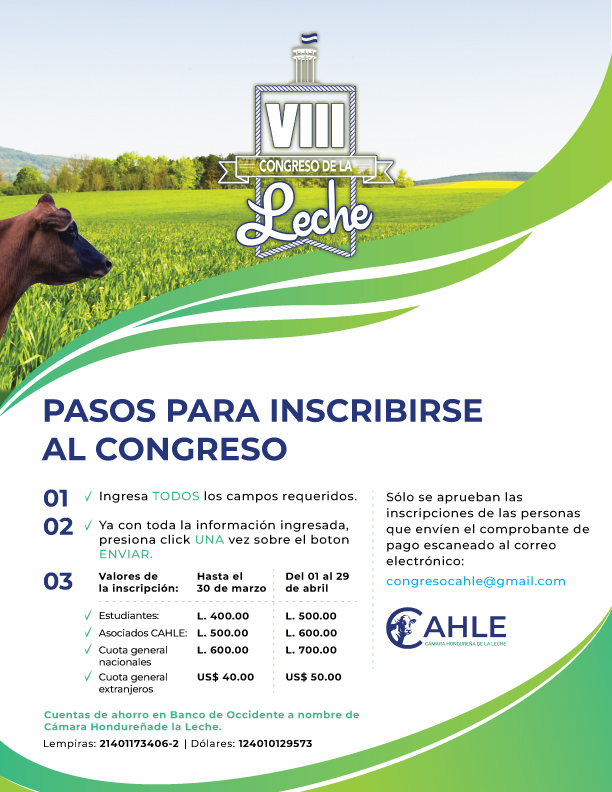 VIII
CONGRESO DE LA
Leche
PASOS PARA INSCRIBIRSE
AL CONGRESO
01 Ingresa TODOS los campos requeridos.
02 Ya con toda la información ingresada,
presiona click UNA vez sobre el boton
ENVIAR.
03 Valores de Hasta el Del 01 al 29
la inscripción: 30 de marzo de abril
Estudiantes: L. 400.00 L. 500.00
Asociados CAHLE: L. 500.00 L. 600.00
Cuota general L. 600.00 L. 700.00
nacionales
Cuota general US$ 40.00 US$ 50.00
extranjeros
Sólo se aprueban las
inscripciones de las personas
que envíen el comprobante de
pago escaneado al correo
electrónico:
congresocahle@gmail.com
CAHLE
CÁMARA HONDUREÑA DE LA LECHE
Cuentas de ahorro en Banco de Occidente a nombre de
Cámara Hondureñade la Leche.
Lempiras: 21401173406-2 | Dólares: 124010129573